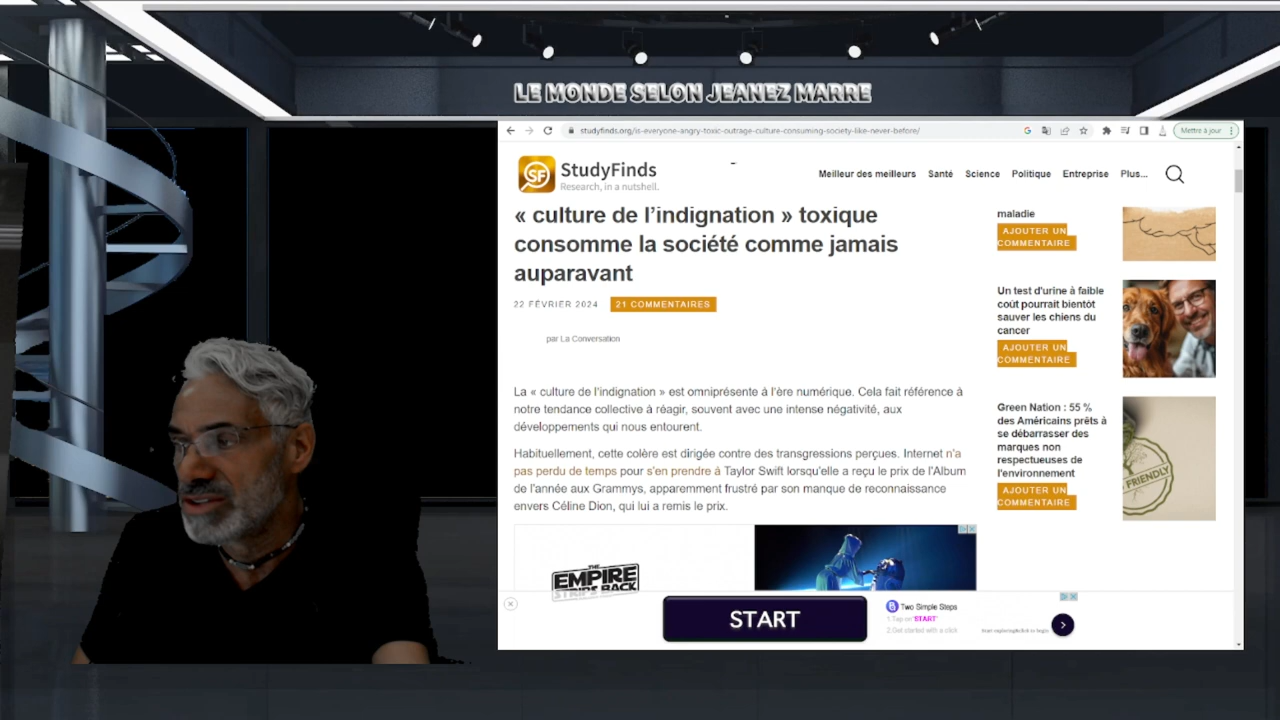 LE MONDE SELON JEANEZ MARRE
studyfinds.org/is-everyone-angry-toxic-outrage-culture-consuming-society-like-never-before/
Mettre à jour
SF StudyFinds
Research, in a nutshell.
Meilleur des meilleurs Santé Science Politique Entreprise Plus...
« culture de l'indignation » toxique
consomme la société comme jamais
auparavant
22 FÉVRIER 2024 21 COMMENTAIRES
par La Conversation
La « culture de l'indignation » est omniprésente à l'ère numérique. Cela fait référence à
notre tendance collective à réagir, souvent avec une intense négativité, aux
développements qui nous entourent.
Habituellement, cette colère est dirigée contre des transgressions perçues. Internet n'a
pas perdu de temps pour s'en prendre à Taylor Swift lorsqu'elle a reçu le prix de l'Album
de l'année aux Grammys, apparemment frustré par son manque de reconnaissance
envers Céline Dion, qui lui a remis le prix.
maladie
AJOUTER UN
COMMENTAIRE
Un test d'urine à faible
coût pourrait bientôt
sauver les chiens du
cancer
AJOUTER UN
COMMENTAIRE
Green Nation : 55 %
des Américains prêts à
se débarrasser des
marques non
respectueuses de
l'environnement
AJOUTER UN
COMMENTAIRE
FRIENDLY
THE
EMPIRE
STRIPS BACK
START
Two Simple Steps
1.Tap on "START"
2.Get started with a click